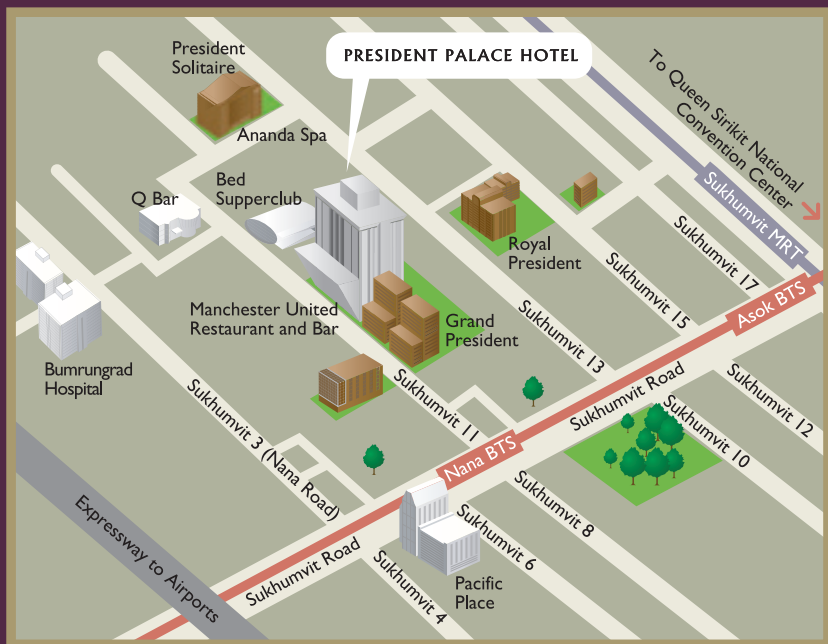 PRESIDENT PALACE HOTEL
President
Solitaire
Ananda Spa
To Queen Sirikit National
Convention Center
Q Bar
Bed
Supperclub
Sukhumvit MRT
Royal
President
Sukhumvit 17
Sukhumvit 15
Asok BTS
Manchester United
Restaurant and Bar
Grand
President
Sukhumvit 13
Bumrungrad
Hospital
Sukhumvit 3 (Nana Road)
Sukhumvit 11
Sukhumvit Road
Sukhumvit 12
Sukhumvit 10
Nana BTS
Sukhumvit 8
Sukhumvit 6
Expressway to Airports
Sukhumvit Road
Sukhumvit 4
Pacific
Place